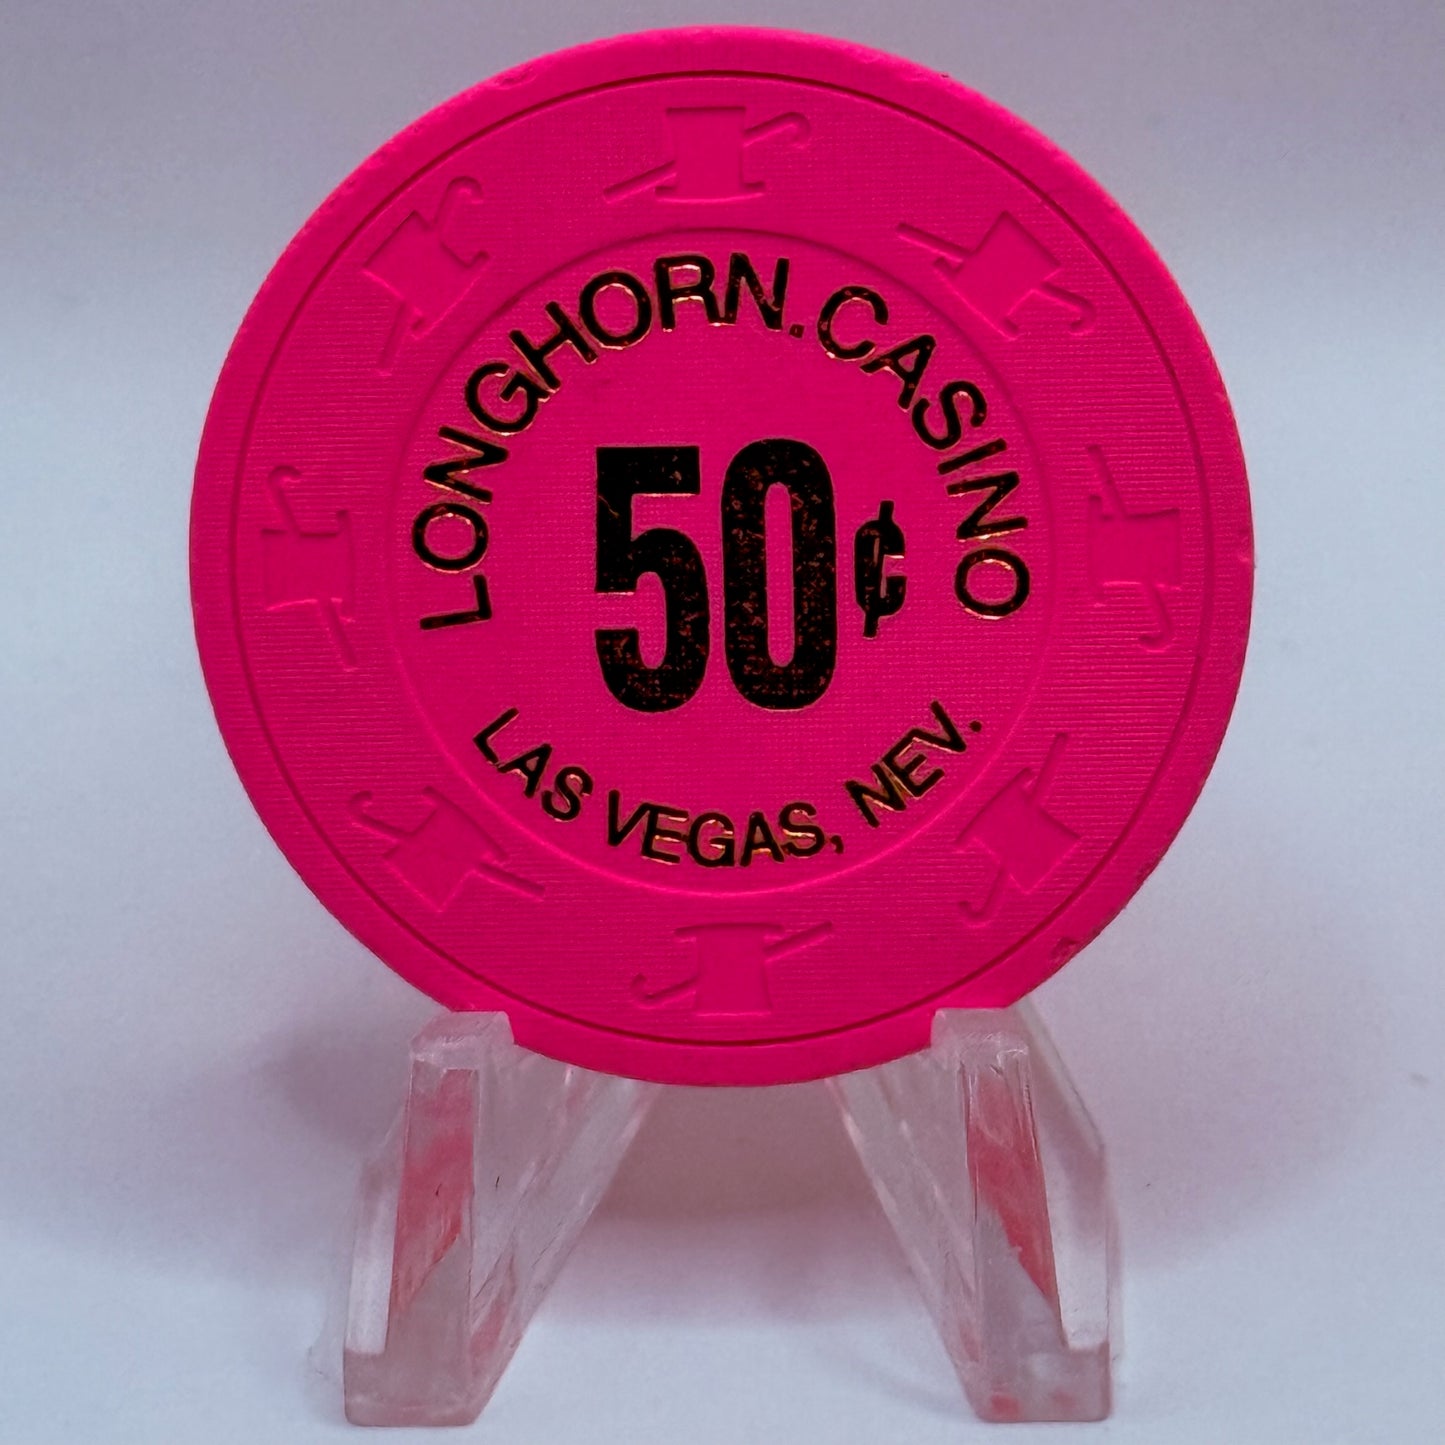 LONGHORN.CASINO
50¢
LAS VEGAS, NEV.